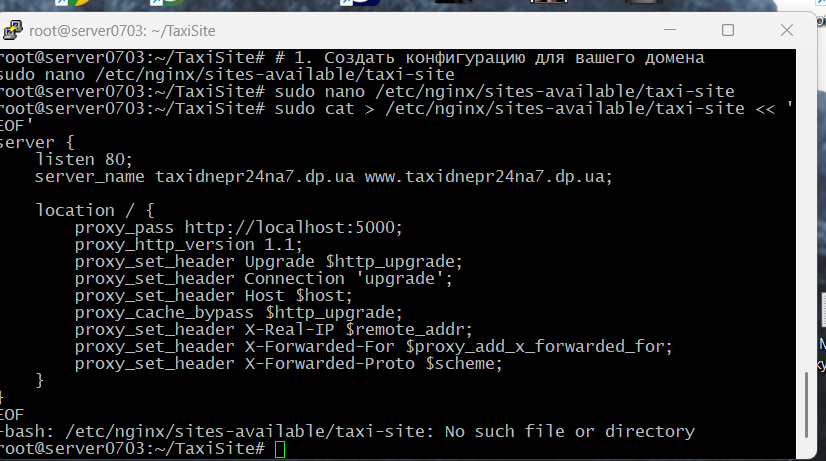 root@server0703: ~/TaxiSite
root@server0703:~/TaxiSite# # 1. Создать конфигурацию для вашего домена
sudo nano /etc/nginx/sites-available/taxi-site
root@server0703:~/TaxiSite# sudo nano /etc/nginx/sites-available/taxi-site
root@server0703:~/TaxiSite# sudo cat > /etc/nginx/sites-available/taxi-site << '
EOF'
server {
    listen 80;
    server_name taxidnepr24na7.dp.ua www.taxidnepr24na7.dp.ua;

    location / {
        proxy_pass http://localhost:5000;
        proxy_http_version 1.1;
        proxy_set_header Upgrade $http_upgrade;
        proxy_set_header Connection 'upgrade';
        proxy_set_header Host $host;
        proxy_cache_bypass $http_upgrade;
        proxy_set_header X-Real-IP $remote_addr;
        proxy_set_header X-Forwarded-For $proxy_add_x_forwarded_for;
        proxy_set_header X-Forwarded-Proto $scheme;
    }
}
EOF
-bash: /etc/nginx/sites-available/taxi-site: No such file or directory
root@server0703:~/TaxiSite#